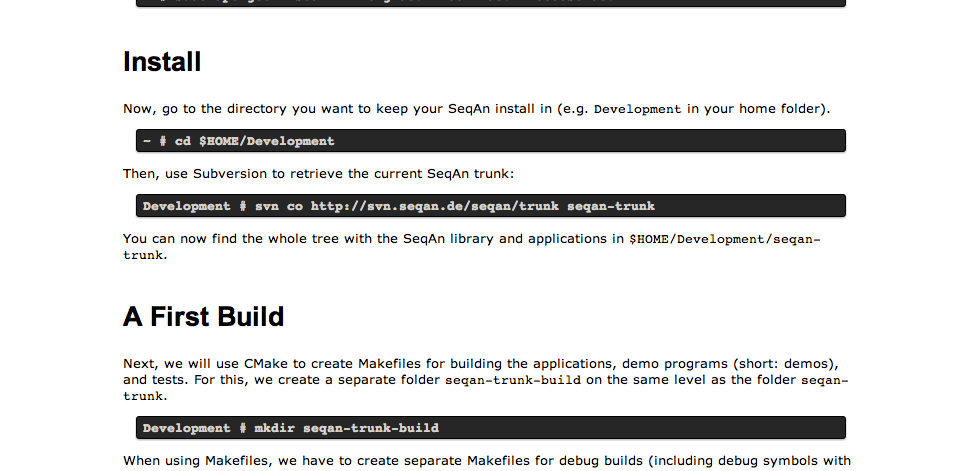 Install
Now, go to the directory you want to keep your SeqAn install in (e.g. Development in your home folder).
~ # cd $HOME/Development
Then, use Subversion to retrieve the current SeqAn trunk:
Development # svn co http://svn.seqan.de/seqan/trunk seqan-trunk
You can now find the whole tree with the SeqAn library and applications in $HOME/Development/seqan-
trunk.
A First Build
Next, we will use CMake to create Makefiles for building the applications, demo programs (short: demos),
and tests. For this, we create a separate folder seqan-trunk-build on the same level as the folder seqan-
trunk.
Development # mkdir seqan-trunk-build
When using Makefiles, we have to create separate Makefiles for debug builds (including debug symbols with